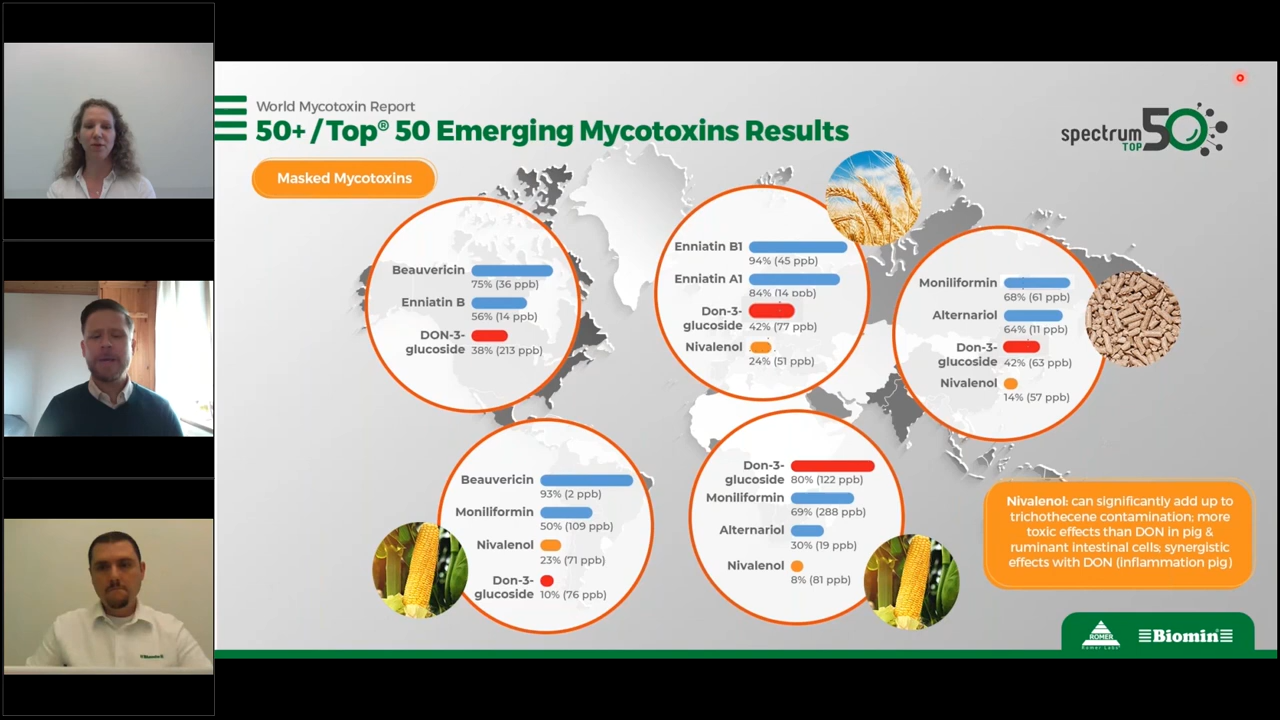 World Mycotoxin Report
50+ / Top® 50 Emerging Mycotoxins Results
spectrum
TOP
50
Masked Mycotoxins
Beauvericin
75% (36 ppb)
Enniatin B
56% (14 ppb)
DON-3-
glucoside
38% (213 ppb)
Enniatin B1
94% (45 ppb)
Enniatin A1
84% (14 ppb)
Don-3-
glucoside
42% (77 ppb)
Nivalenol
24% (51 ppb)
Moniliformin
68% (61 ppb)
Alternariol
64% (11 ppb)
Don-3-
glucoside
42% (63 ppb)
Nivalenol
14% (57 ppb)
Beauvericin
93% (2 ppb)
Moniliformin
50% (109 ppb)
Nivalenol
23% (71 ppb)
Don-3-
glucoside
10% (76 ppb)
Don-3-
glucoside
80% (122 ppb)
Moniliformin
69% (288 ppb)
Alternariol
30% (19 ppb)
Nivalenol
8% (81 ppb)
Nivalenol: can significantly add up to
trichothecene contamination; more
toxic effects than DON in pig &
ruminant intestinal cells; synergistic
effects with DON (inflammation pig)
ROMER
Romer Labs®
Biomin®
Biomin